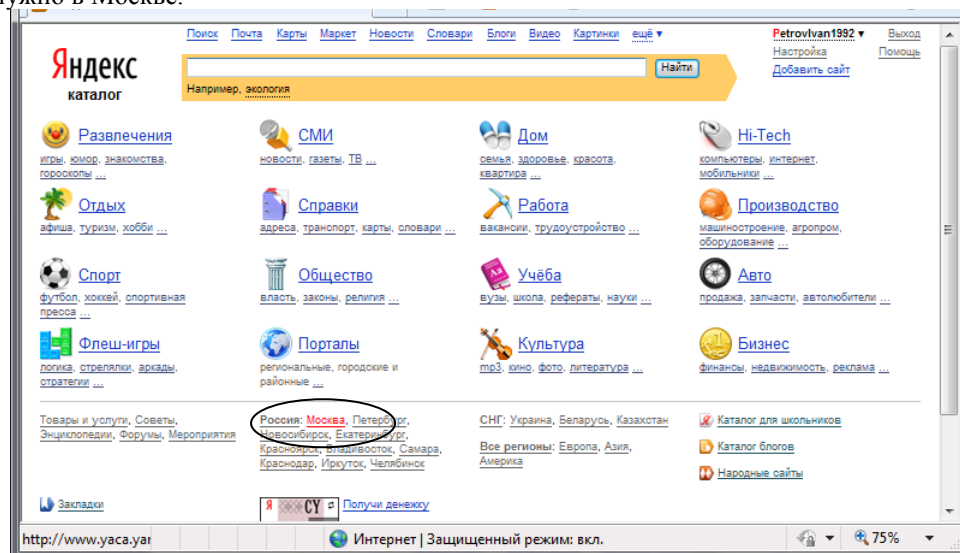 нужно в Москве.
Поиск Почта Карты Маркет Новости Словари Блоги Видео Картинки ещё ▼
PetrovIvan1992 ▼ Выход
Настройка Помощь
Добавить сайт
Яндекс
каталог
Найти
Например, экология
Развлечения
игры, юмор, знакомства,
гороскопы ...
СМИ
новости, газеты, ТВ ...
Дом
семья, здоровье, красота,
квартира ...
Hi-Tech
компьютеры, интернет,
мобильники ...
Отдых
афиша, туризм, хобби ...
Справки
адреса, транспорт, карты, словари ...
Работа
вакансии, трудоустройство ...
Производство
машиностроение, агропром,
оборудование ...
Спорт
футбол, хоккей, спортивная
пресса ...
Общество
власть, законы, религия ...
Учёба
вузы, школа, рефераты, науки ...
Авто
продажа, запчасти, автолюбители ...
Флеш-игры
логика, стрелялки, аркады,
стратегии ...
Порталы
региональные, городские и
районные ...
Культура
mp3, кино, фото, литература ...
Бизнес
финансы, недвижимость, реклама ...
Товары и услуги, Советы,
Энциклопедии, Форумы, Мероприятия
Россия: Москва, Петербург,
Новосибирск, Екатеринбург,
Красноярск, Владивосток, Самара,
Краснодар, Иркутск, Челябинск
СНГ: Украина, Беларусь, Казахстан
Все регионы: Европа, Азия,
Америка
Каталог для школьников
Каталог блогов
Народные сайты
Закладки
Я CY
Получи денежку
http://www.yaca.yar
Интернет | Защищенный режим: вкл.
75%